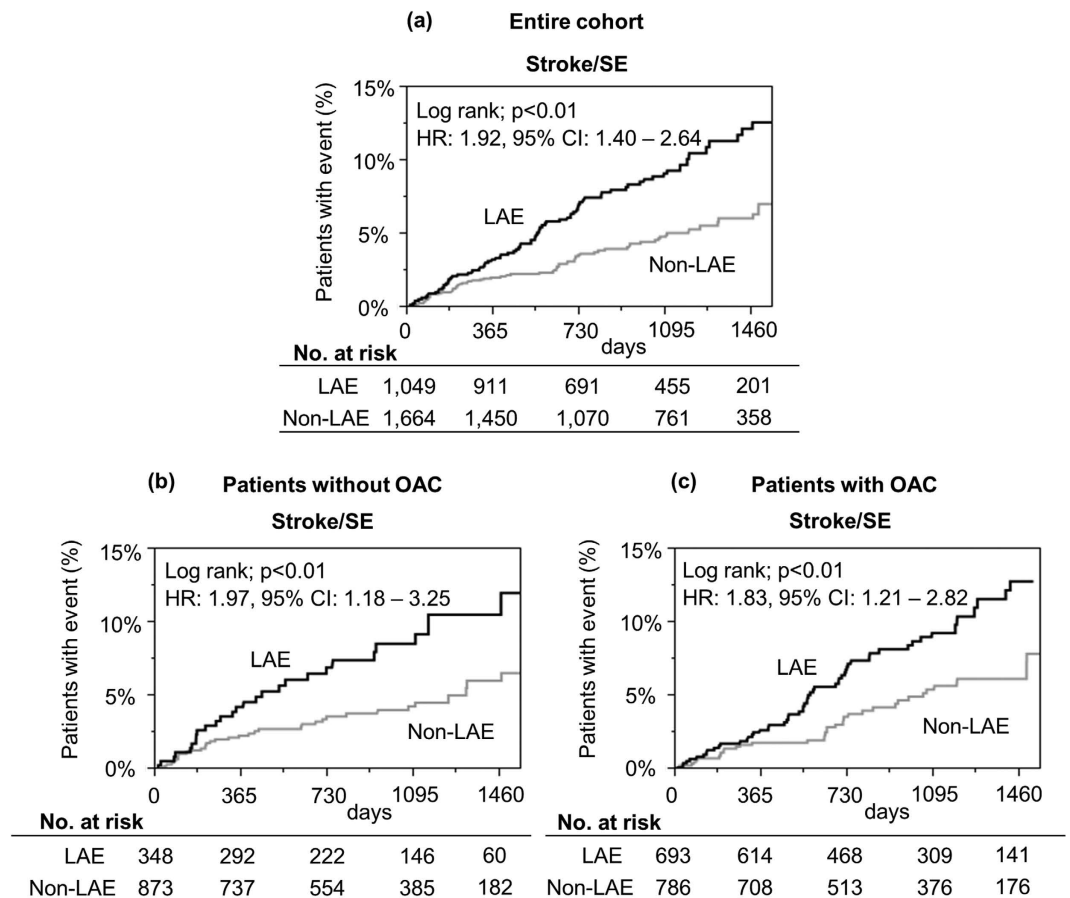 (a) Entire cohort
Stroke/SE
Patients with event (%)
15%
10%
5%
0%
Log rank; p<0.01
HR: 1.92, 95% CI: 1.40 – 2.64
LAE
Non-LAE
0 365 730 1095 1460
days
No. at risk
LAE 1,049 911 691 455 201
Non-LAE 1,664 1,450 1,070 761 358
(b) Patients without OAC
Stroke/SE
Patients with event (%)
15%
10%
5%
0%
Log rank; p<0.01
HR: 1.97, 95% CI: 1.18 – 3.25
LAE
Non-LAE
0 365 730 1095 1460
days
No. at risk
LAE 348 292 222 146 60
Non-LAE 873 737 554 385 182
(c) Patients with OAC
Stroke/SE
Patients with event (%)
15%
10%
5%
0%
Log rank; p<0.01
HR: 1.83, 95% CI: 1.21 – 2.82
LAE
Non-LAE
0 365 730 1095 1460
days
No. at risk
LAE 693 614 468 309 141
Non-LAE 786 708 513 376 176